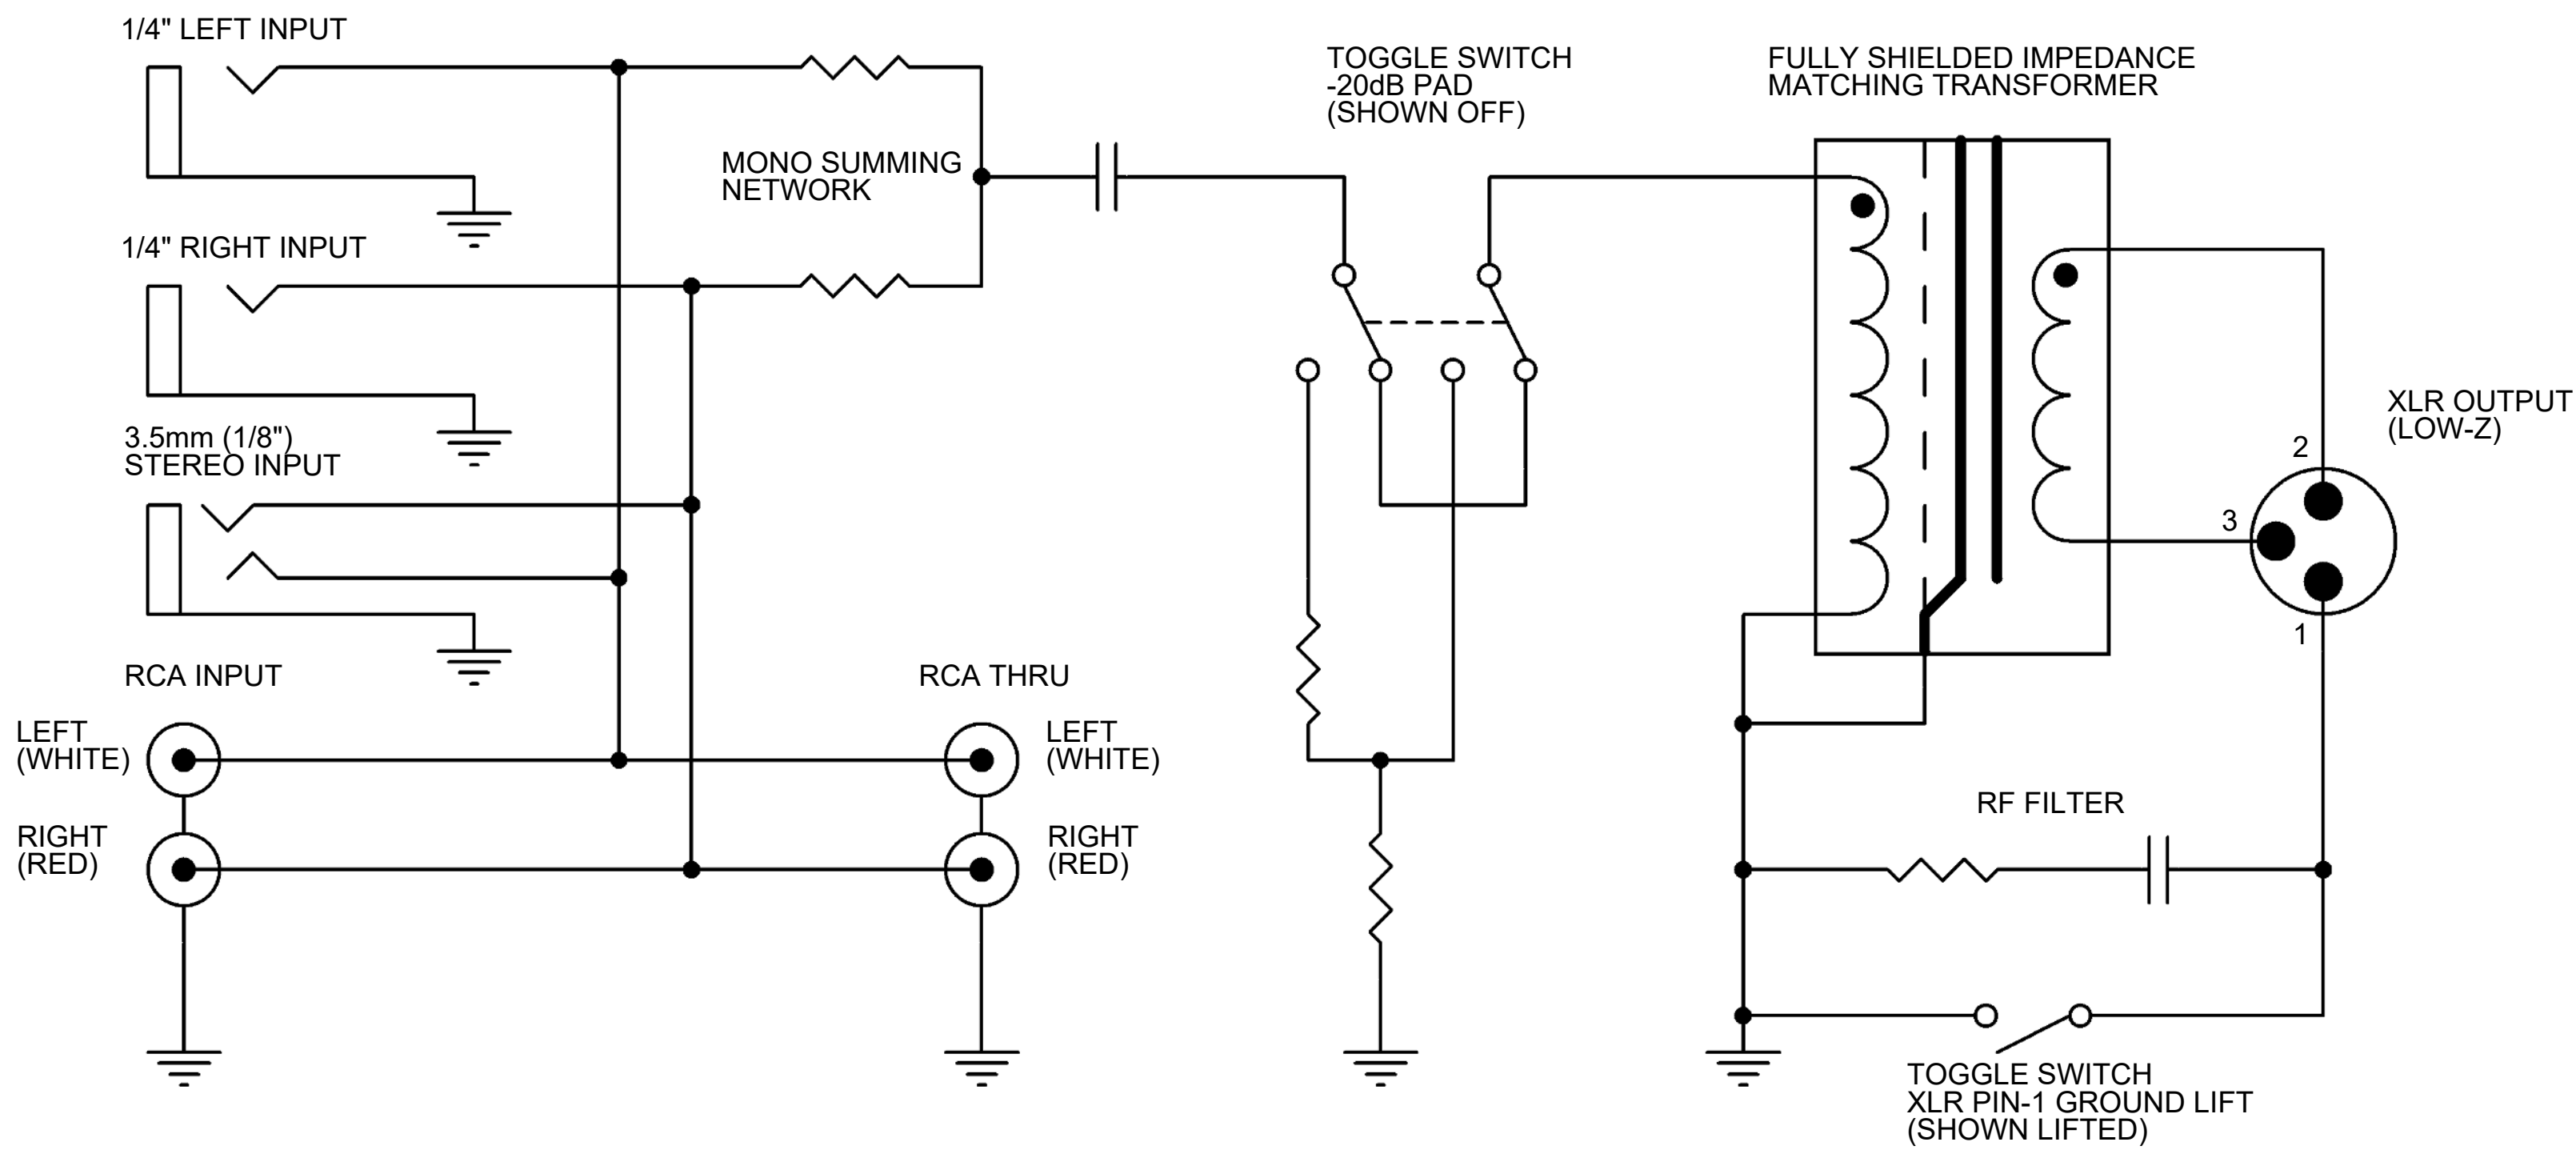 1/4" LEFT INPUT
TOGGLE SWITCH
-20dB PAD
(SHOWN OFF)
FULLY SHIELDED IMPEDANCE
MATCHING TRANSFORMER
MONO SUMMING
NETWORK
1/4" RIGHT INPUT
3.5mm (1/8")
STEREO INPUT
XLR OUTPUT
(LOW-Z)
2
3
1
RCA INPUT
RCA THRU
LEFT
(WHITE)
LEFT
(WHITE)
RIGHT
(RED)
RIGHT
(RED)
RF FILTER
TOGGLE SWITCH
XLR PIN-1 GROUND LIFT
(SHOWN LIFTED)